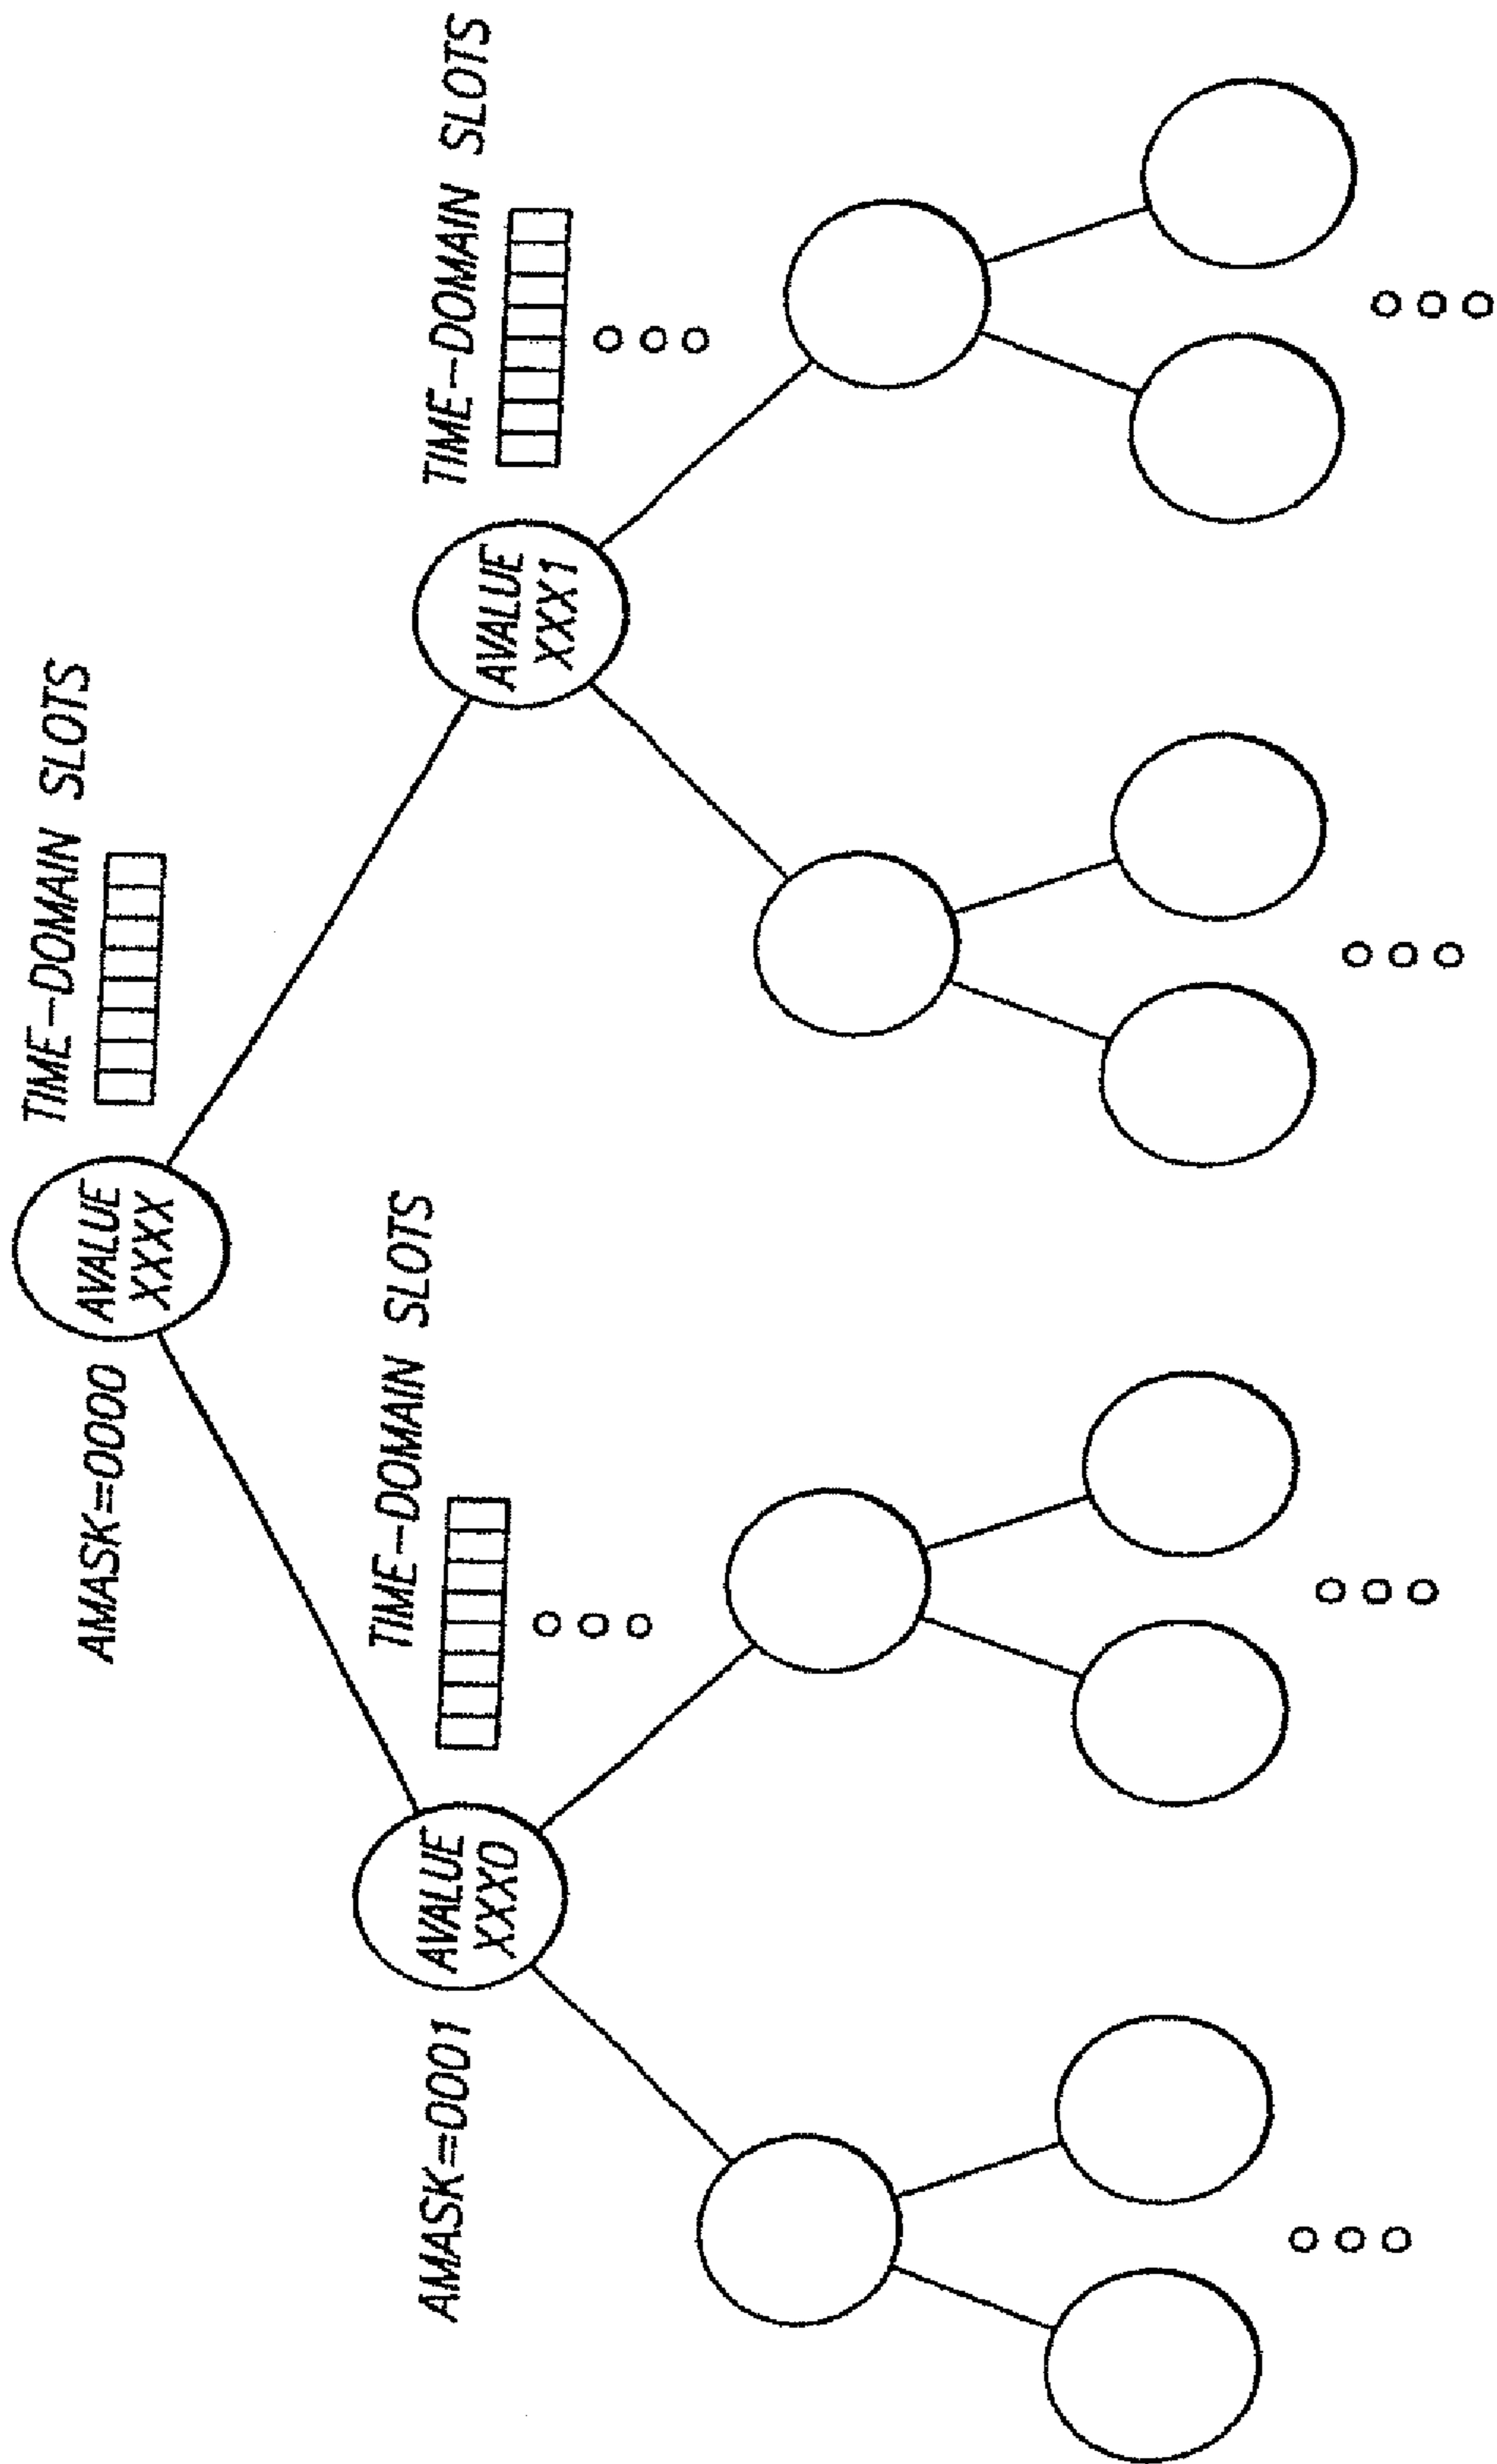 TIME-DOMAIN SLOTS
AMASK=0000
AVALUE
XXXX
TIME-DOMAIN SLOTS
TIME-DOMAIN SLOTS
AMASK=0001
AVALUE
XXX0
AVALUE
XXX1